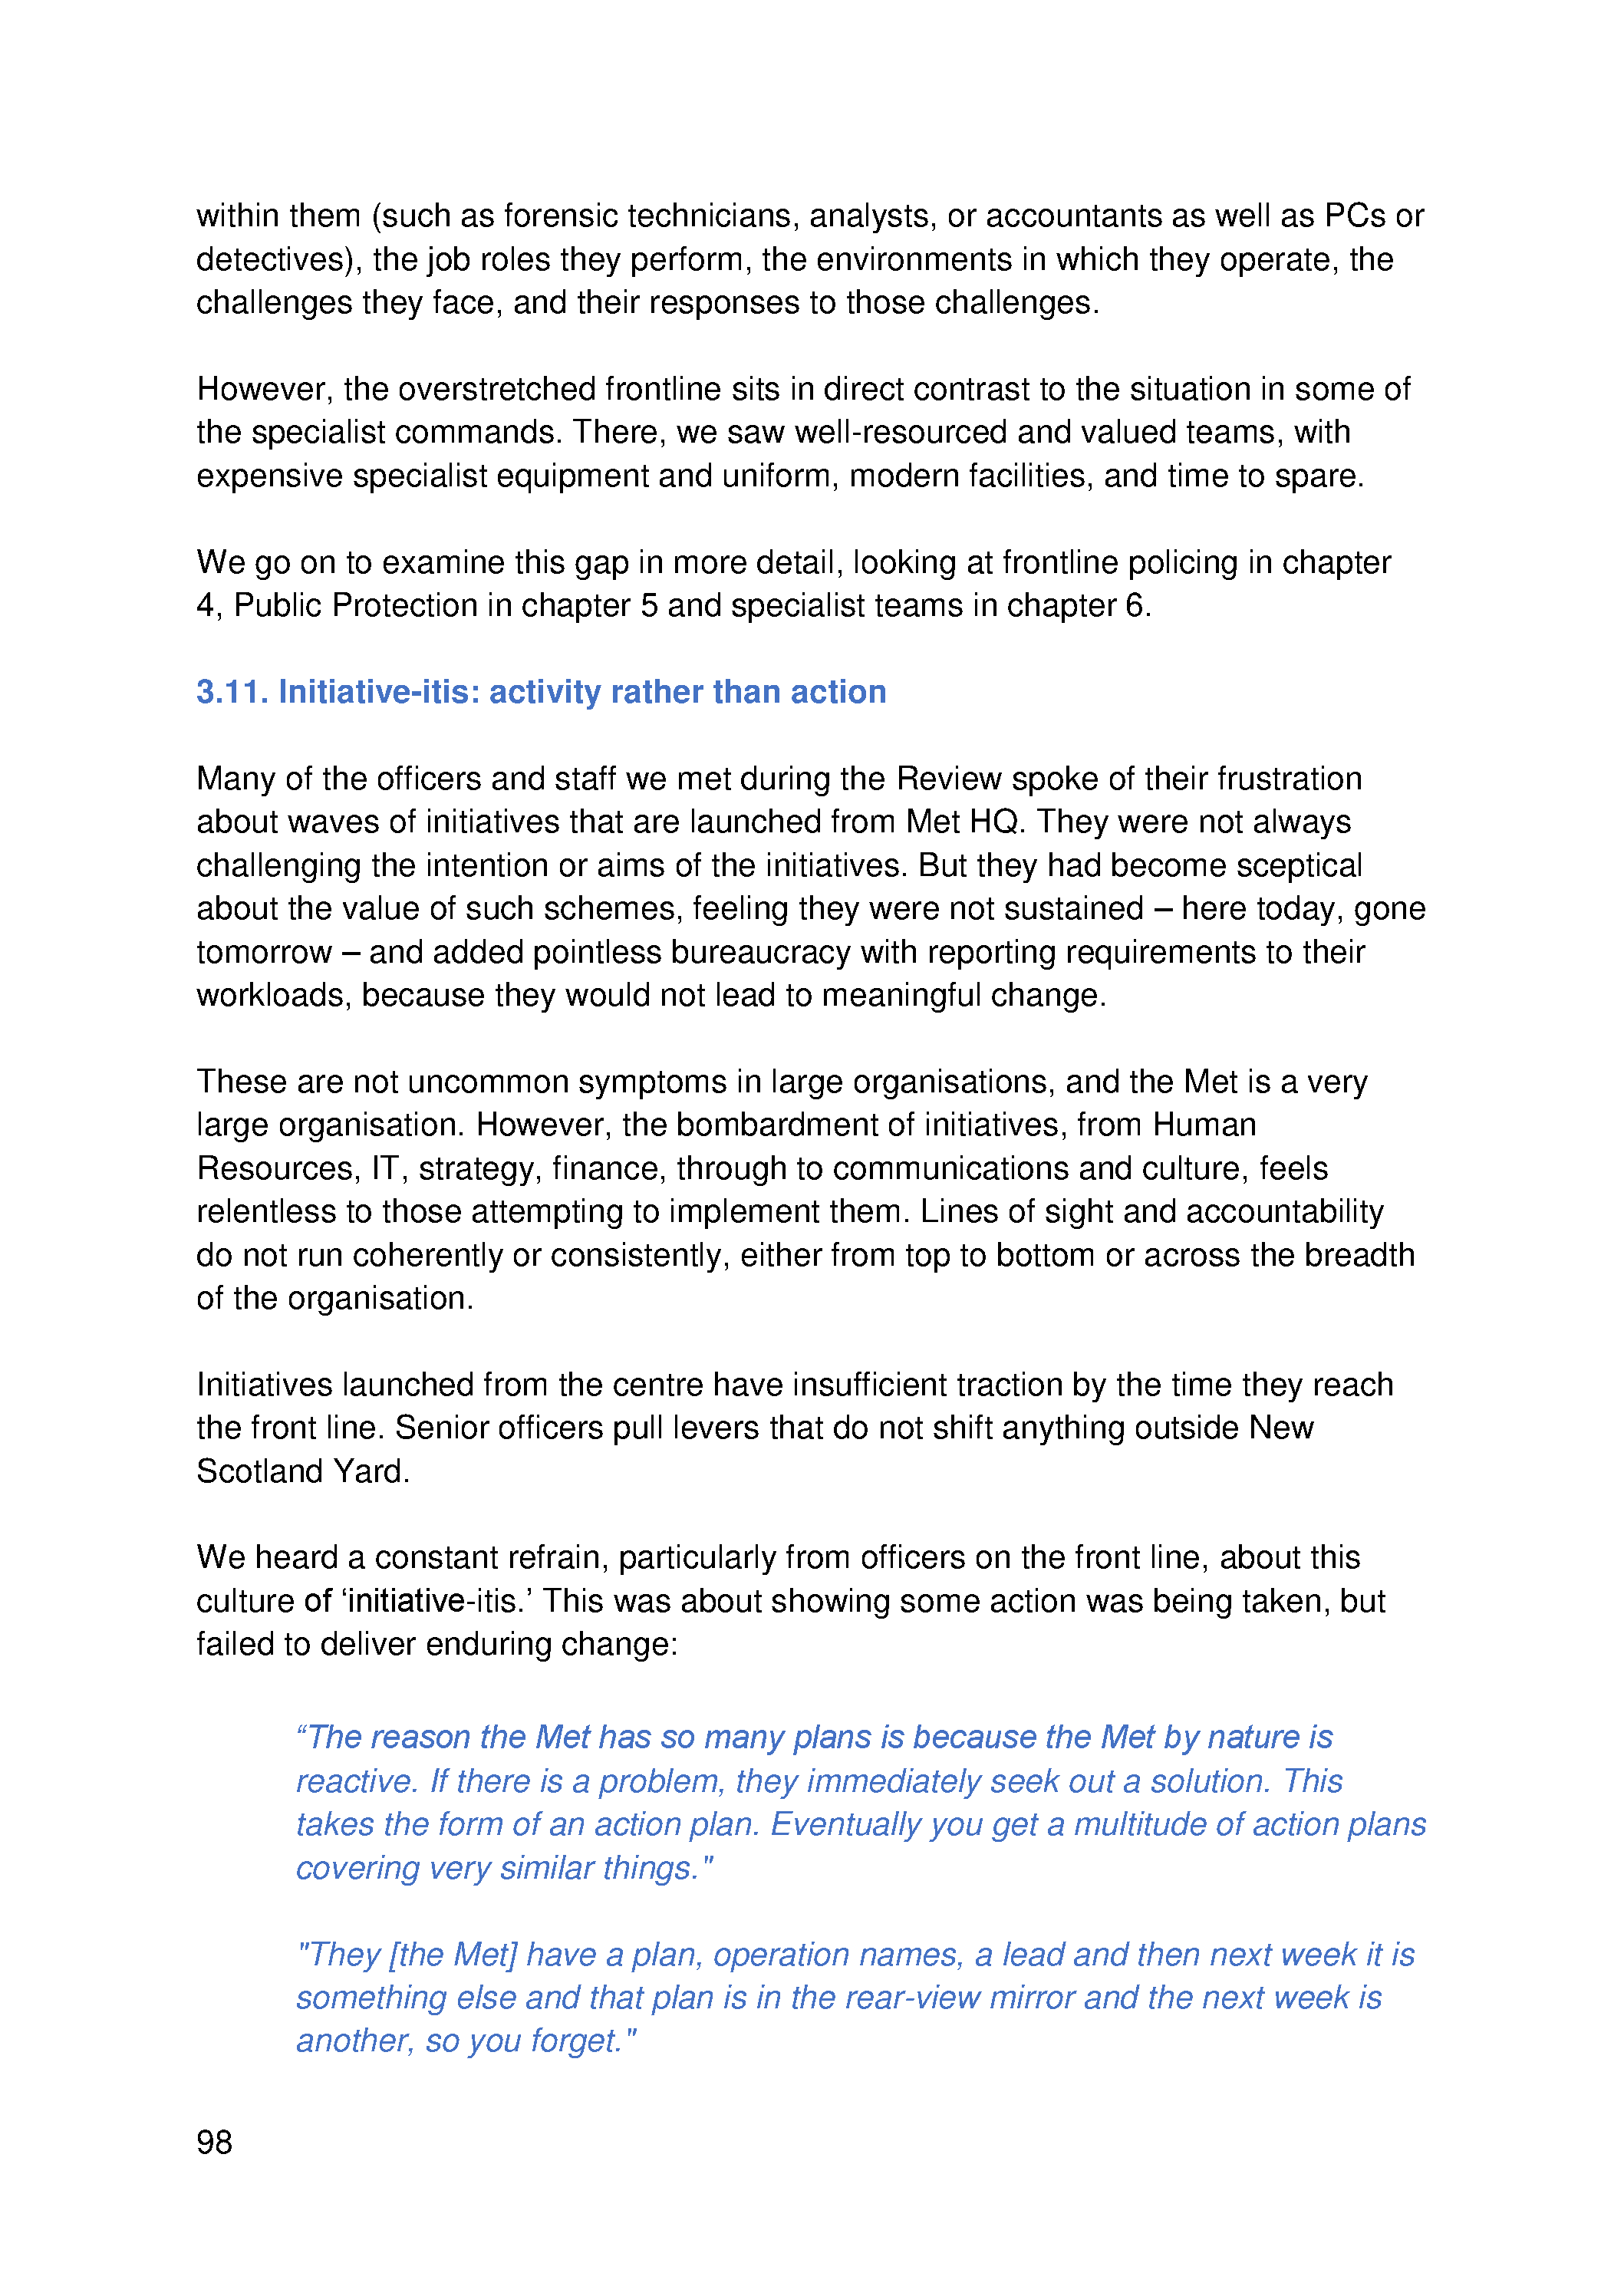 within them (such as forensic technicians, analysts, or accountants as well as PCs or
detectives), the job roles they perform, the environments in which they operate, the
challenges they face, and their responses to those challenges.
However, the overstretched frontline sits in direct contrast to the situation in some of
the specialist commands. There, we saw well-resourced and valued teams, with
expensive specialist equipment and uniform, modern facilities, and time to spare.
We go on to examine this gap in more detail, looking at frontline policing in chapter
4, Public Protection in chapter 5 and specialist teams in chapter 6.
3.11. Initiative-itis: activity rather than action
Many of the officers and staff we met during the Review spoke of their frustration
about waves of initiatives that are launched from Met HQ. They were not always
challenging the intention or aims of the initiatives. But they had become sceptical
about the value of such schemes, feeling they were not sustained – here today, gone
tomorrow – and added pointless bureaucracy with reporting requirements to their
workloads, because they would not lead to meaningful change.
These are not uncommon symptoms in large organisations, and the Met is a very
large organisation. However, the bombardment of initiatives, from Human
Resources, IT, strategy, finance, through to communications and culture, feels
relentless to those attempting to implement them. Lines of sight and accountability
do not run coherently or consistently, either from top to bottom or across the breadth
of the organisation.
Initiatives launched from the centre have insufficient traction by the time they reach
the front line. Senior officers pull levers that do not shift anything outside New
Scotland Yard.
We heard a constant refrain, particularly from officers on the front line, about this
culture of ‘initiative-itis.’ This was about showing some action was being taken, but
failed to deliver enduring change:
“The reason the Met has so many plans is because the Met by nature is
reactive. If there is a problem, they immediately seek out a solution. This
takes the form of an action plan. Eventually you get a multitude of action plans
covering very similar things."
"They [the Met] have a plan, operation names, a lead and then next week it is
something else and that plan is in the rear-view mirror and the next week is
another, so you forget."
98